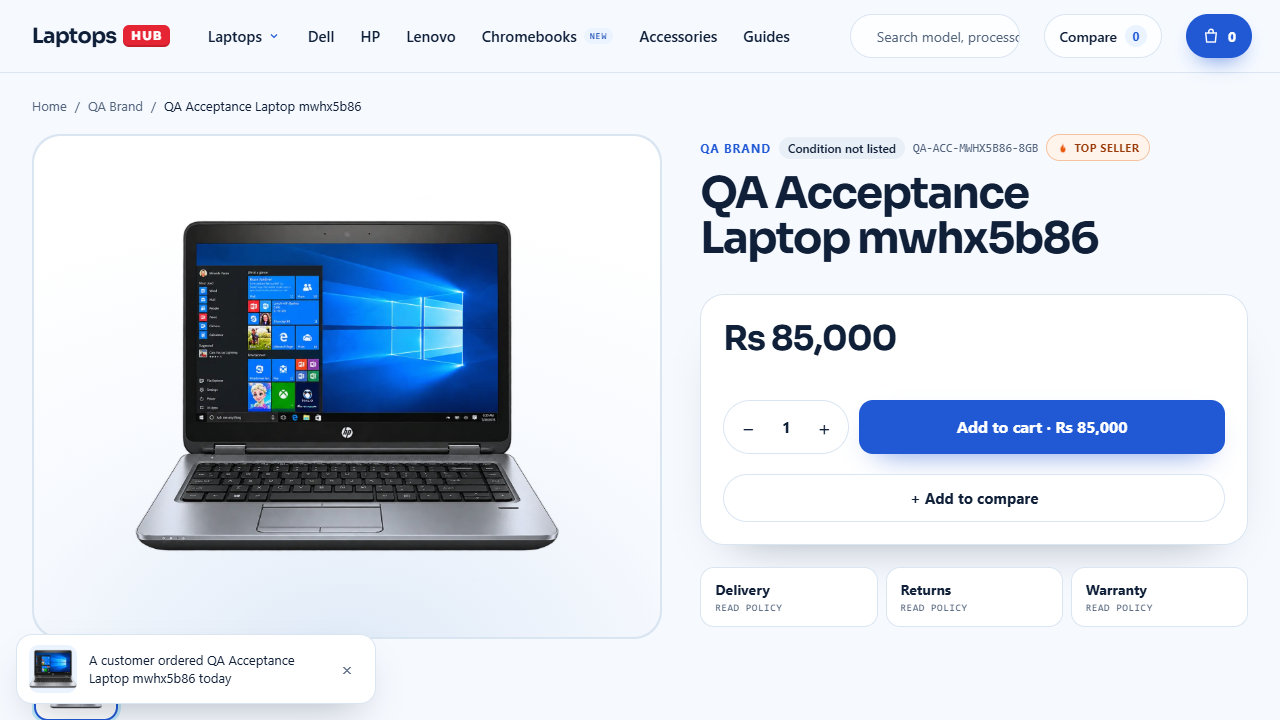 Laptops HUB
Laptops
Dell
HP
Lenovo
Chromebooks NEW
Accessories
Guides
Search model, processo
Compare 0
0
Home / QA Brand / QA Acceptance Laptop mwhx5b86
QA BRAND
Condition not listed
QA-ACC-MWHX5B86-8GB
TOP SELLER
QA Acceptance
Laptop mwhx5b86
Rs 85,000
− 1 +
Add to cart · Rs 85,000
+ Add to compare
Delivery
READ POLICY
Returns
READ POLICY
Warranty
READ POLICY
hp
A customer ordered QA Acceptance
Laptop mwhx5b86 today
×